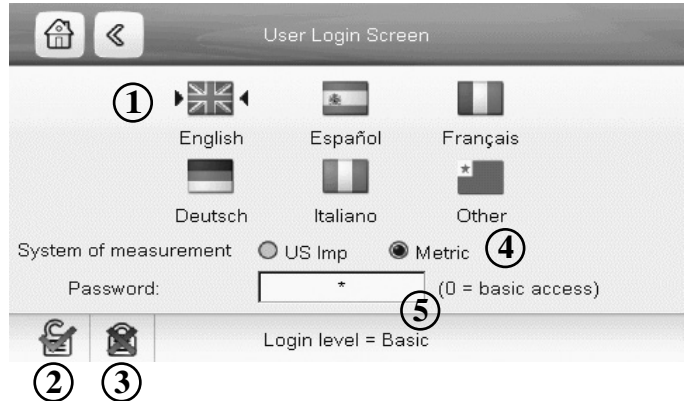 User Login Screen
1
English Español Français
Deutsch Italiano Other
System of measurement US Imp Metric 4
Password: * (0 = basic access)
5
Login level = Basic
2 3